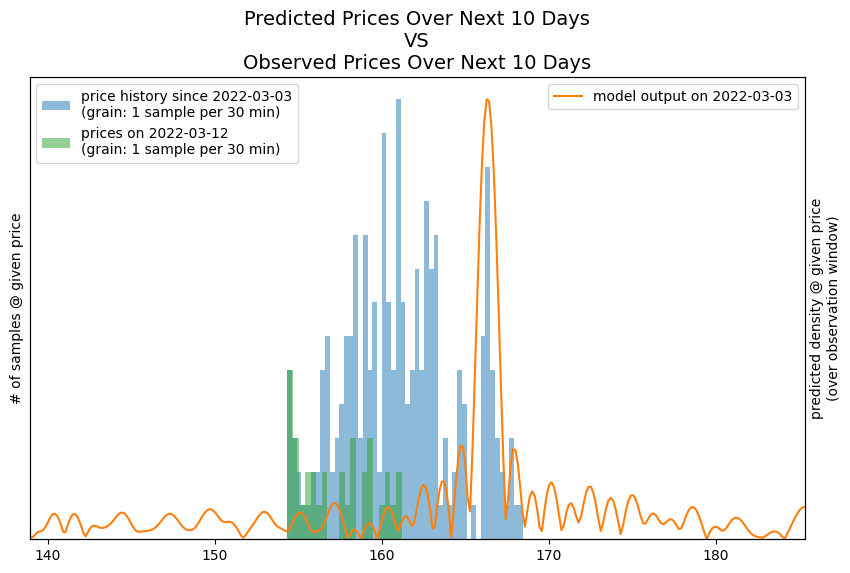 Predicted Prices Over Next 10 Days
VS
Observed Prices Over Next 10 Days
price history since 2022-03-03
(grain: 1 sample per 30 min)
prices on 2022-03-12
(grain: 1 sample per 30 min)
model output on 2022-03-03
# of samples @ given price
predicted density @ given price
(over observation window)
140
150
160
170
180